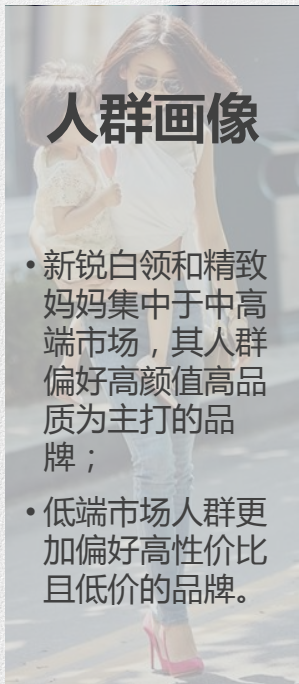 人群画像
• 新锐白领和精致
妈妈集中于中高
端市场，其人群
偏好高颜值高品
质为主打的品
牌；
• 低端市场人群更
加偏好高性价比
且低价的品牌。